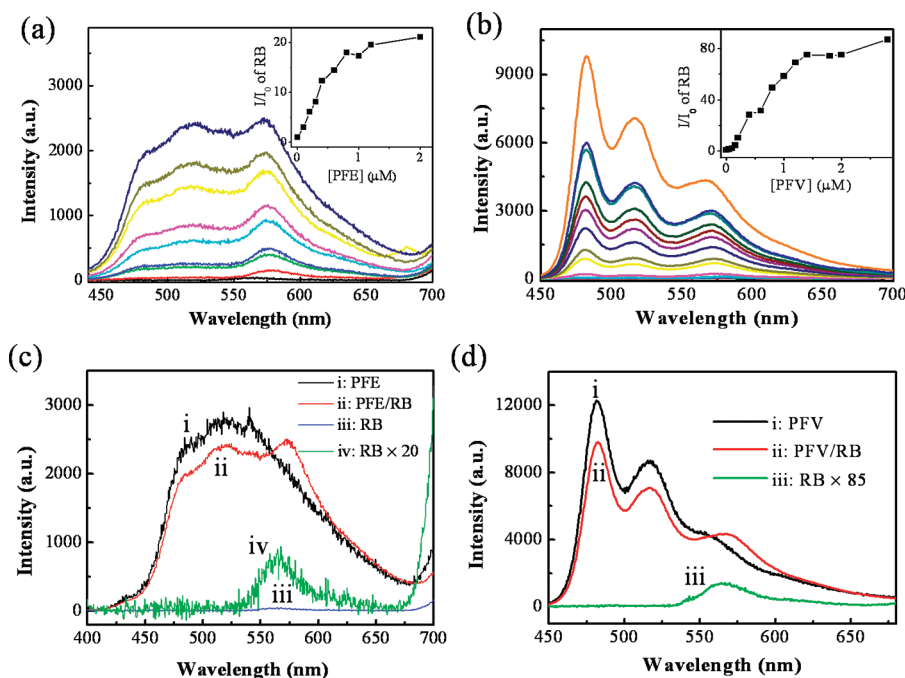 (a)
Intensity (a.u.)
3000
2000
1000
0
450 500 550 600 650 700
Wavelength (nm)
I/I0 of RB
20
10
0
0 1 2
[PFE] (μM)
(b)
Intensity (a.u.)
9000
6000
3000
0
450 500 550 600 650 700
Wavelength (nm)
I/I0 of RB
80
40
0
0 1 2
[PFV] (μM)
(c)
Intensity (a.u.)
3000
2000
1000
0
400 450 500 550 600 650 700
Wavelength (nm)
i: PFE
ii: PFE/RB
iii: RB
iv: RB × 20
i
ii
iv
iii
(d)
Intensity (a.u.)
12000
8000
4000
0
450 500 550 600 650
Wavelength (nm)
i: PFV
ii: PFV/RB
iii: RB × 85
i
ii
iii